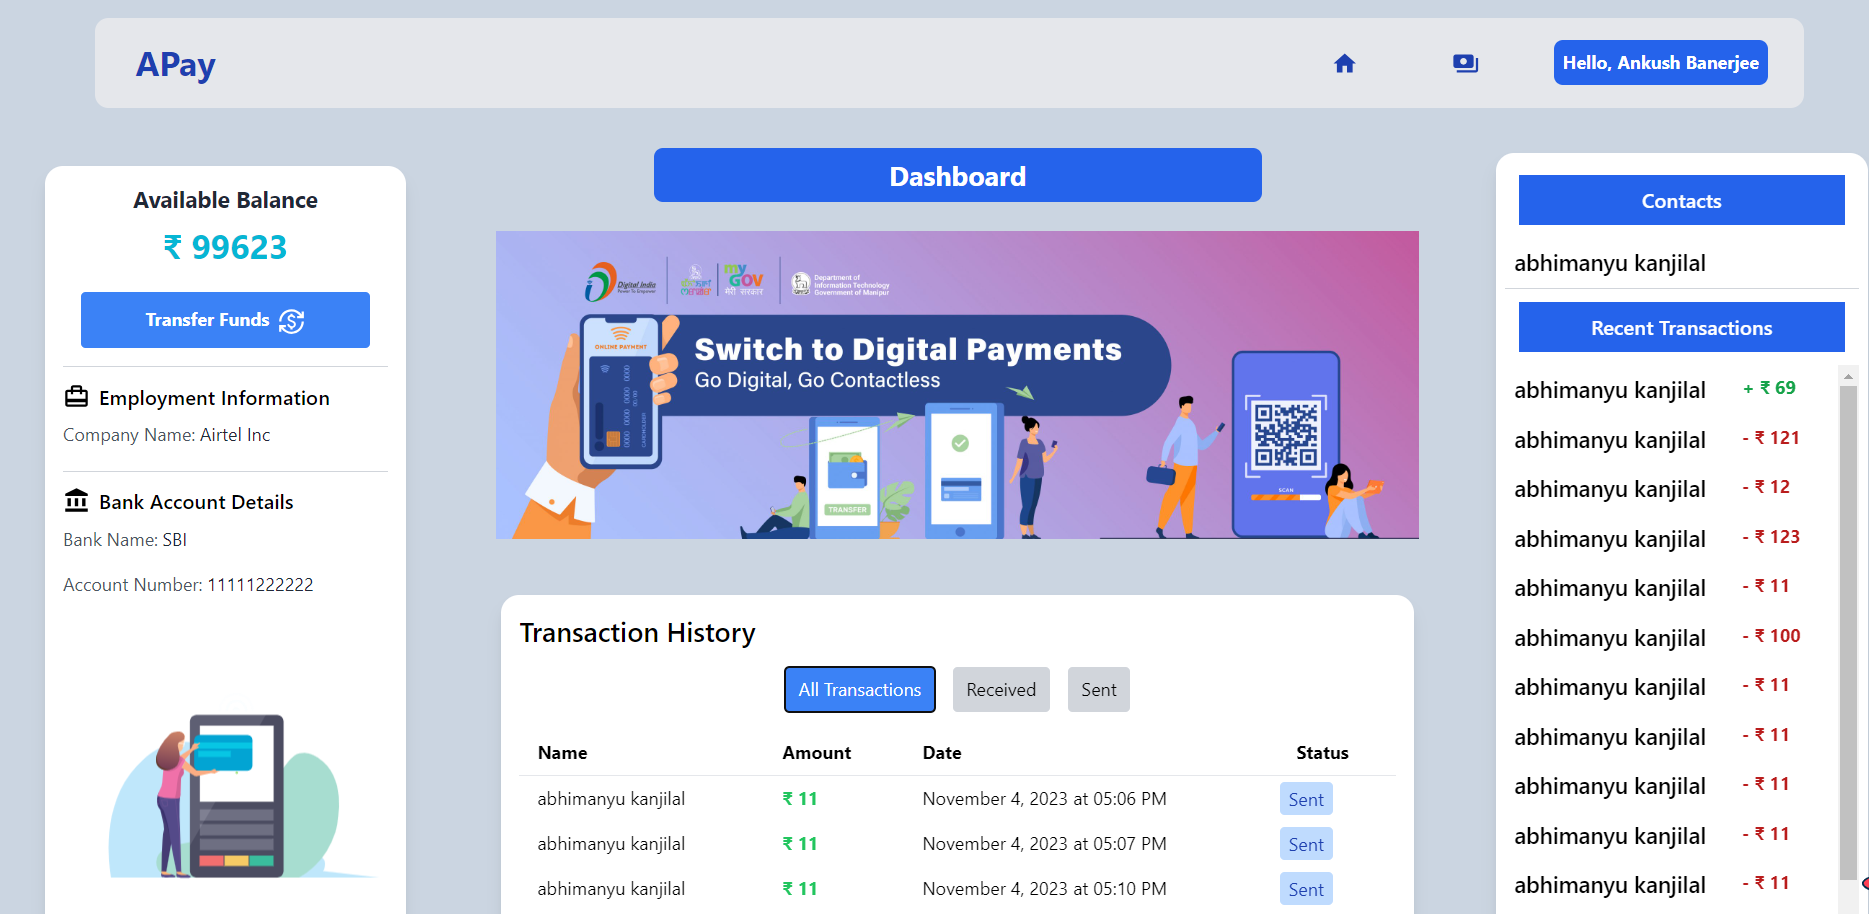 APay
Hello, Ankush Banerjee
Available Balance
₹ 99623
Transfer Funds
Employment Information
Company Name: Airtel Inc
Bank Account Details
Bank Name: SBI
Account Number: 11111222222
Dashboard
Digital India
Power To Empower
my
GOV
मेरी सरकार
Department of
Information Technology
Government of Manipur
ONLINE PAYMENT
Switch to Digital Payments
Go Digital, Go Contactless
TRANSFER
SCAN
Transaction History
All Transactions
Received
Sent
Name Amount Date Status
abhimanyu kanjilal ₹ 11 November 4, 2023 at 05:06 PM Sent
abhimanyu kanjilal ₹ 11 November 4, 2023 at 05:07 PM Sent
abhimanyu kanjilal ₹ 11 November 4, 2023 at 05:10 PM Sent
Contacts
abhimanyu kanjilal
Recent Transactions
abhimanyu kanjilal + ₹ 69
abhimanyu kanjilal - ₹ 121
abhimanyu kanjilal - ₹ 12
abhimanyu kanjilal - ₹ 123
abhimanyu kanjilal - ₹ 11
abhimanyu kanjilal - ₹ 100
abhimanyu kanjilal - ₹ 11
abhimanyu kanjilal - ₹ 11
abhimanyu kanjilal - ₹ 11
abhimanyu kanjilal - ₹ 11
abhimanyu kanjilal - ₹ 11